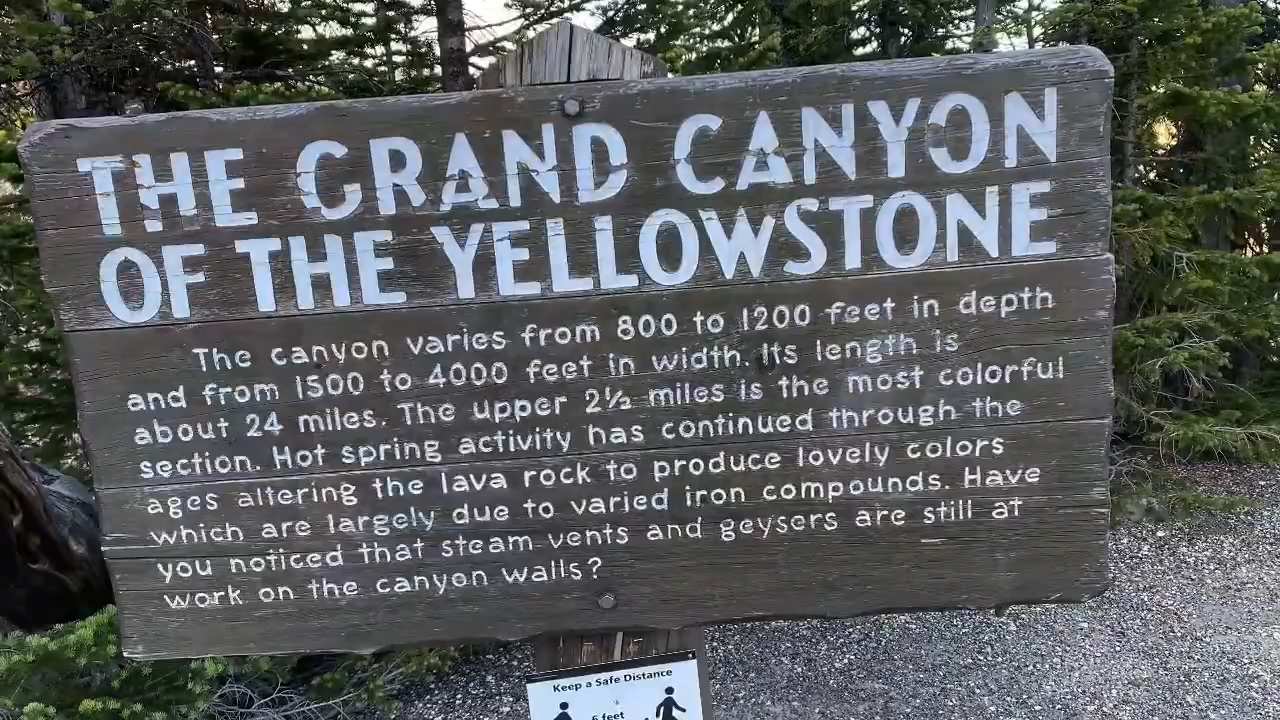 THE GRAND CANYON
OF THE YELLOWSTONE
The canyon varies from 800 to 1200 feet in depth
and from 1500 to 4000 feet in width. Its length is
about 24 miles. The upper 2½ miles is the most colorful
section. Hot spring activity has continued through the
ages altering the lava rock to produce lovely colors
which are largely due to varied iron compounds. Have
you noticed that steam vents and geysers are still at
work on the canyon walls?
Keep a Safe Distance
6 feet